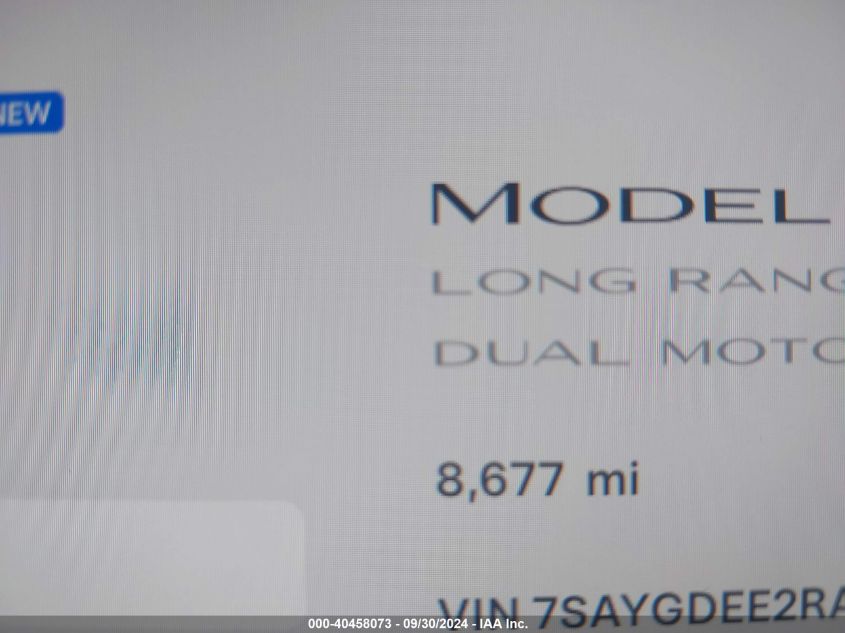 NEW
MODEL
LONG RANG
DUAL MOTO
8,677 mi
VIN 7SAYGDEE2RA
000-40458073 - 09/30/2024 - IAA Inc.